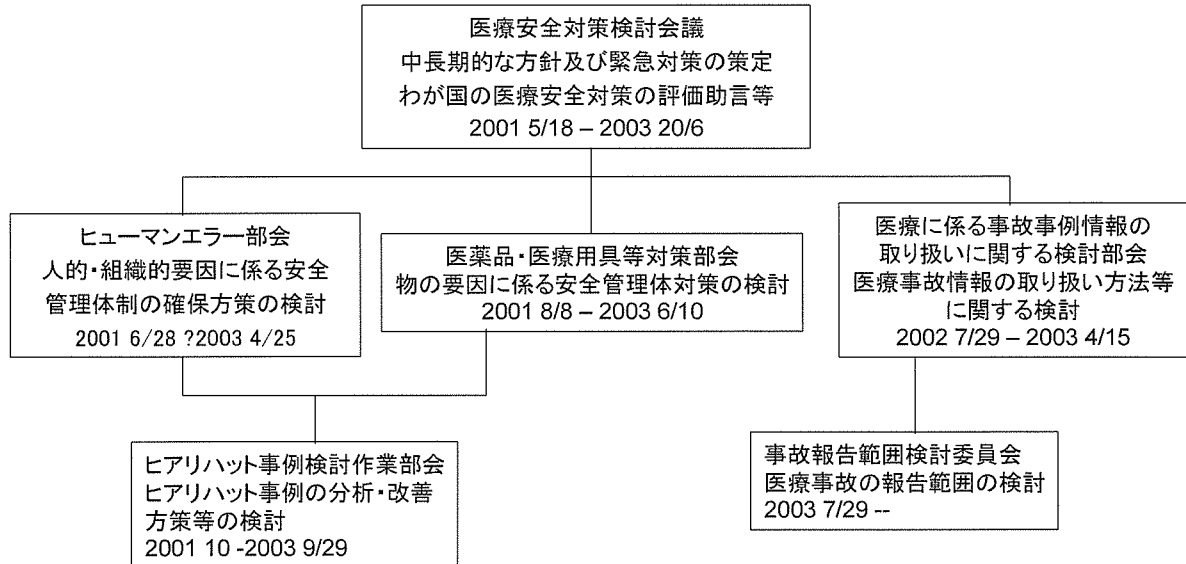 医療安全対策検討会議
中長期的な方針及び緊急対策の策定
わが国の医療安全対策の評価助言等
2001 5/18 – 2003 20/6
ヒューマンエラー部会
人的・組織的要因に係る安全
管理体制の確保方策の検討
2001 6/28 ?2003 4/25
医薬品・医療用具等対策部会
物の要因に係る安全管理体対策の検討
2001 8/8 – 2003 6/10
医療に係る事故事例情報の
取り扱いに関する検討部会
医療事故情報の取り扱い方法等
に関する検討
2002 7/29 – 2003 4/15
ヒアリハット事例検討作業部会
ヒアリハット事例の分析・改善
方策等の検討
2001 10 -2003 9/29
事故報告範囲検討委員会
医療事故の報告範囲の検討
2003 7/29 --